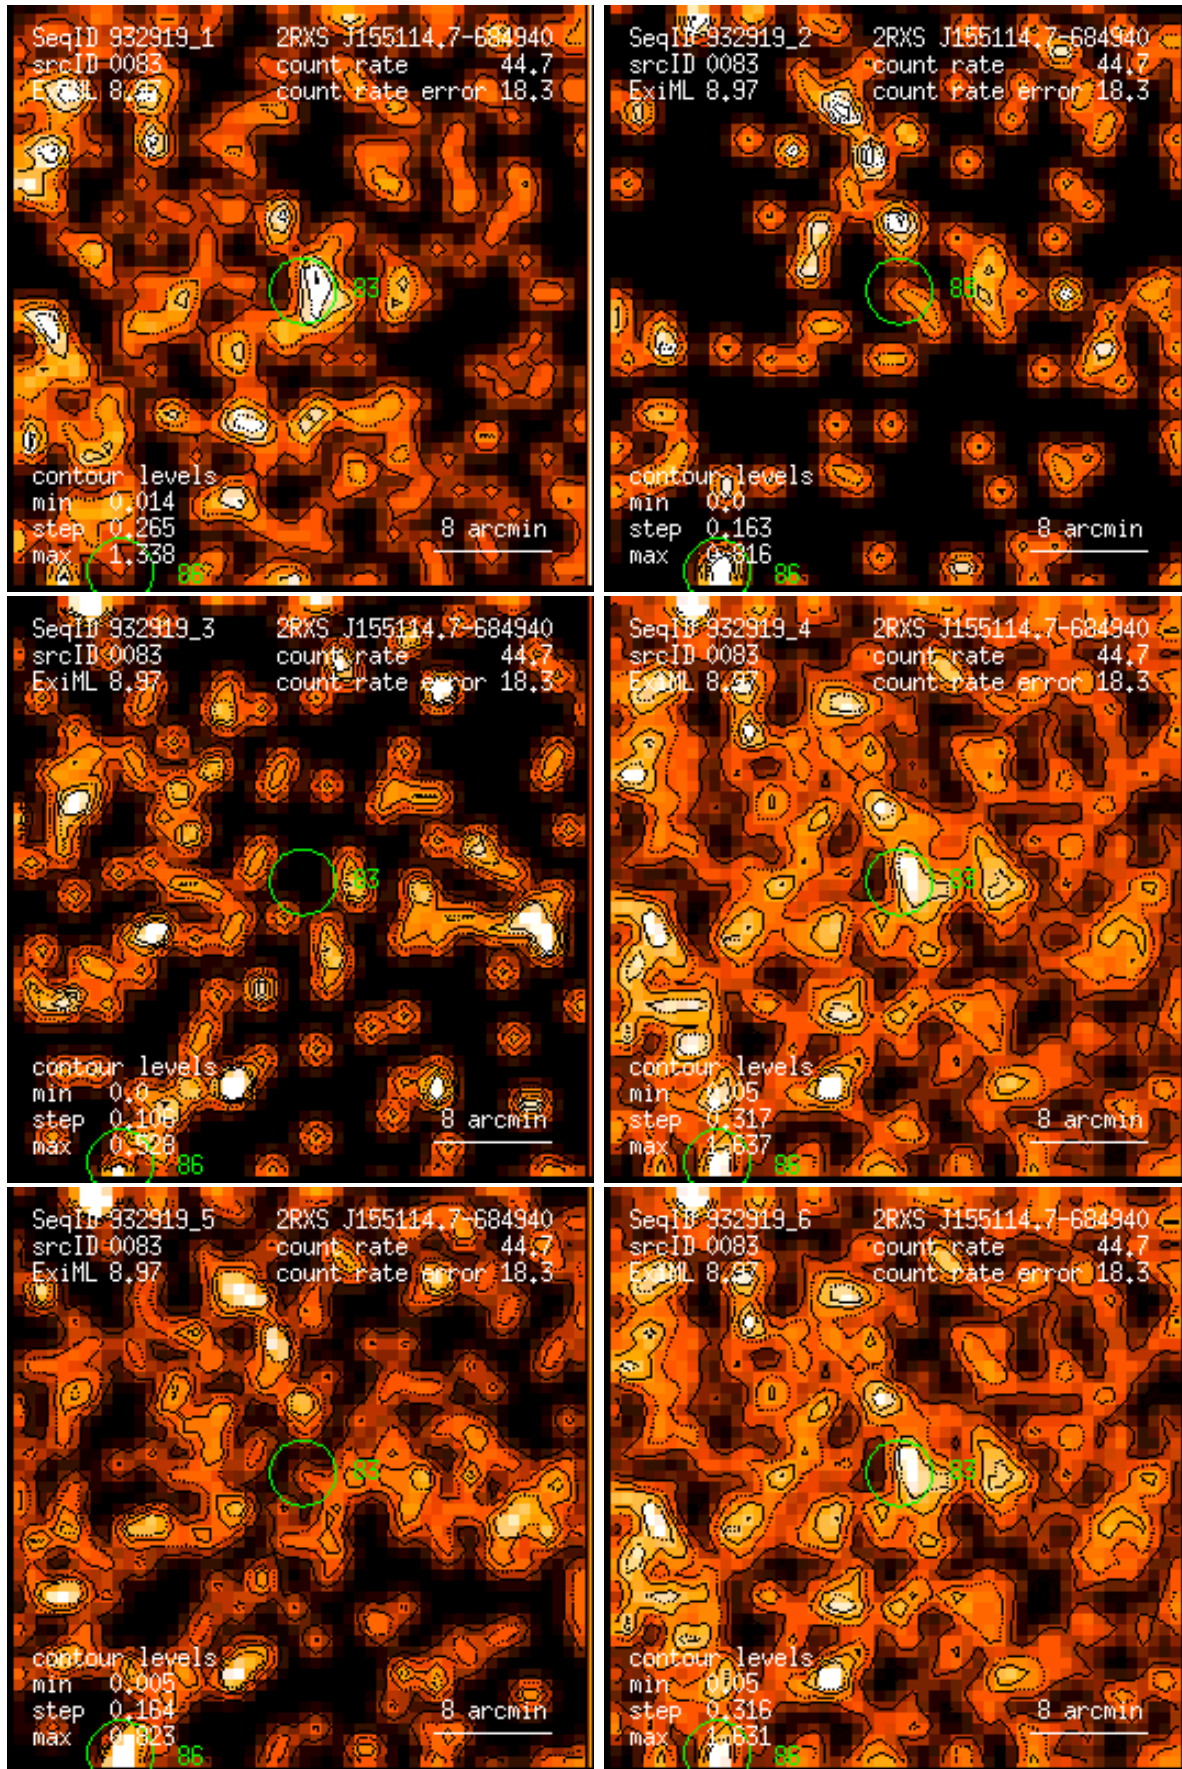 SeqID 932919_1 2RXS J155114.7-684940
srcID 0083 count rate 44.7
ExiML 8.97 count rate error 18.3
83
contour levels
min 0.014
step 0.265 8 arcmin
max 1.338
86
SeqID 932919_2 2RXS J155114.7-684940
srcID 0083 count rate 44.7
ExiML 8.97 count rate error 18.3
83
contour levels
min 0.0
step 0.163 8 arcmin
max 0.816
86
SeqID 932919_3 2RXS J155114.7-684940
srcID 0083 count rate 44.7
ExiML 8.97 count rate error 18.3
83
contour levels
min 0.0
step 0.106 8 arcmin
max 0.528
86
SeqID 932919_4 2RXS J155114.7-684940
srcID 0083 count rate 44.7
ExiML 8.97 count rate error 18.3
83
contour levels
min 0.05
step 0.317 8 arcmin
max 1.637
86
SeqID 932919_5 2RXS J155114.7-684940
srcID 0083 count rate 44.7
ExiML 8.97 count rate error 18.3
83
contour levels
min 0.005
step 0.164 8 arcmin
max 0.823
86
SeqID 932919_6 2RXS J155114.7-684940
srcID 0083 count rate 44.7
ExiML 8.97 count rate error 18.3
83
contour levels
min 0.05
step 0.316 8 arcmin
max 1.631
86